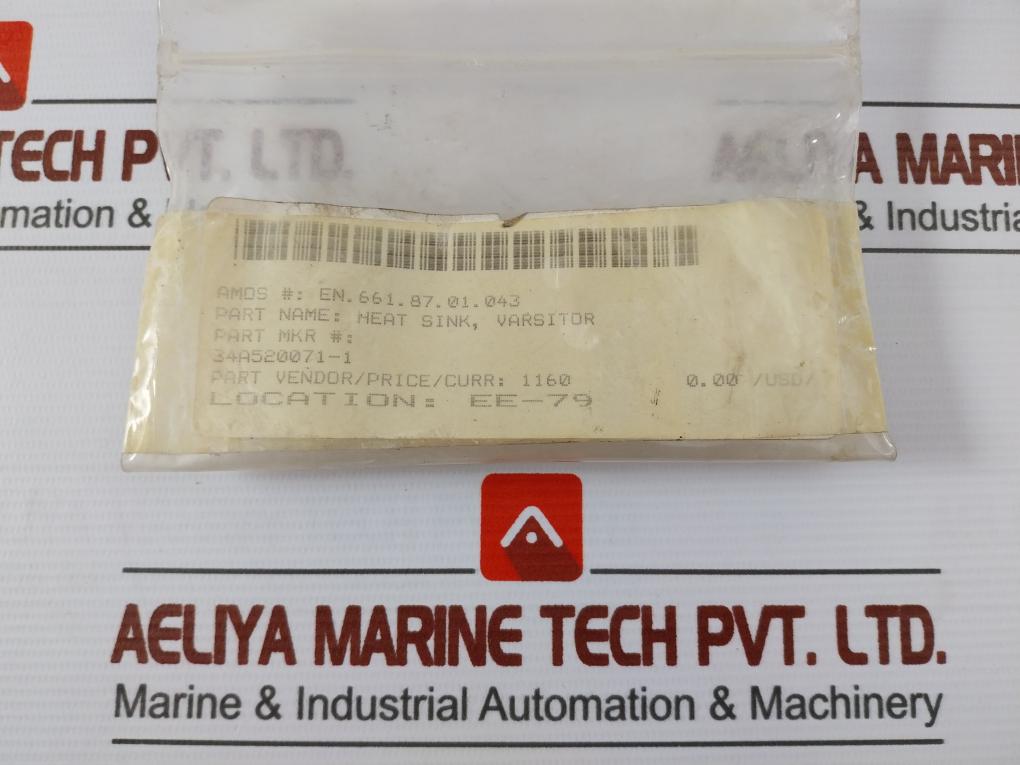 TECH PVT. LTD.
mation &
AELIYA MARIN
& Industria
AMOS #: EN.661.87.01.043
PART NAME: HEAT SINK, VARSITOR
PART MKR #:
34A520071-1
PART VENDOR/PRICE/CURR: 1160 0.00 /USD/
LOCATION: EE-79
AELIYA MARINE TECH PVT. LTD.
Marine & Industrial Automation & Machinery